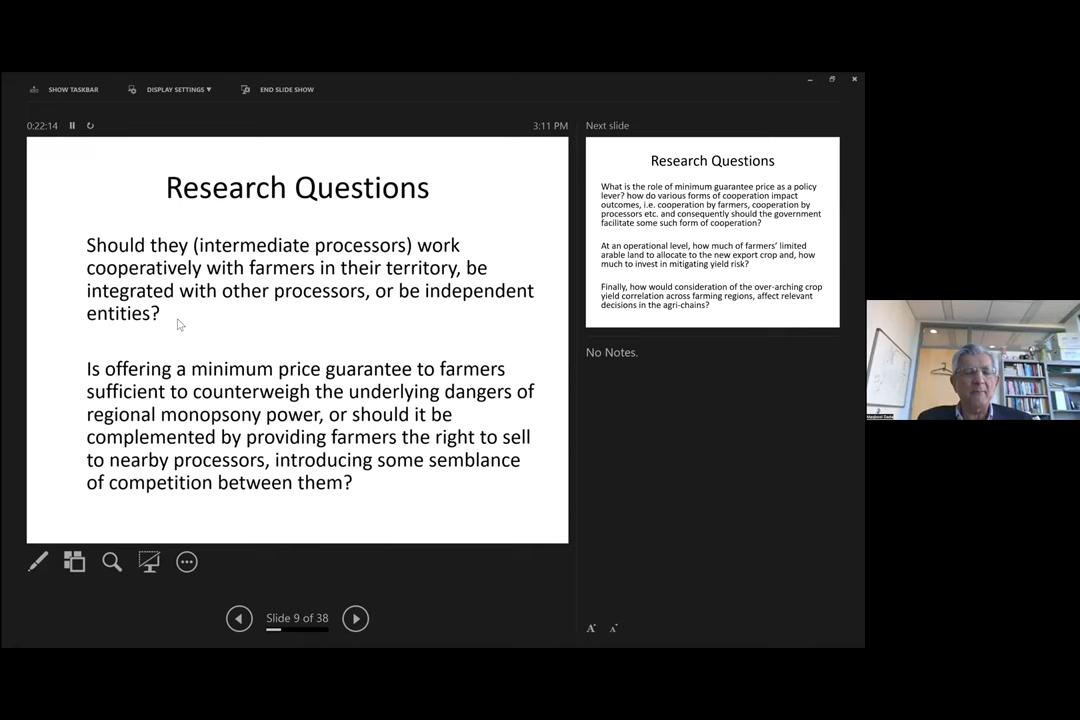 SHOW TASKBAR
DISPLAY SETTINGS ▼
END SLIDE SHOW
0:22:14
3:11 PM
Research Questions
Should they (intermediate processors) work
cooperatively with farmers in their territory, be
integrated with other processors, or be independent
entities?
Is offering a minimum price guarantee to farmers
sufficient to counterweigh the underlying dangers of
regional monopsony power, or should it be
complemented by providing farmers the right to sell
to nearby processors, introducing some semblance
of competition between them?
Slide 9 of 38
Next slide
Research Questions
What is the role of minimum guarantee price as a policy
lever? how do various forms of cooperation impact
outcomes, i.e. cooperation by farmers, cooperation by
processors etc. and consequently should the government
facilitate some such form of cooperation?
At an operational level, how much of farmers' limited
arable land to allocate to the new export crop and, how
much to invest in mitigating yield risk?
Finally, how would consideration of the over-arching crop
yield correlation across farming regions, affect relevant
decisions in the agri-chains?
No Notes.
A A
Maqbool Dada